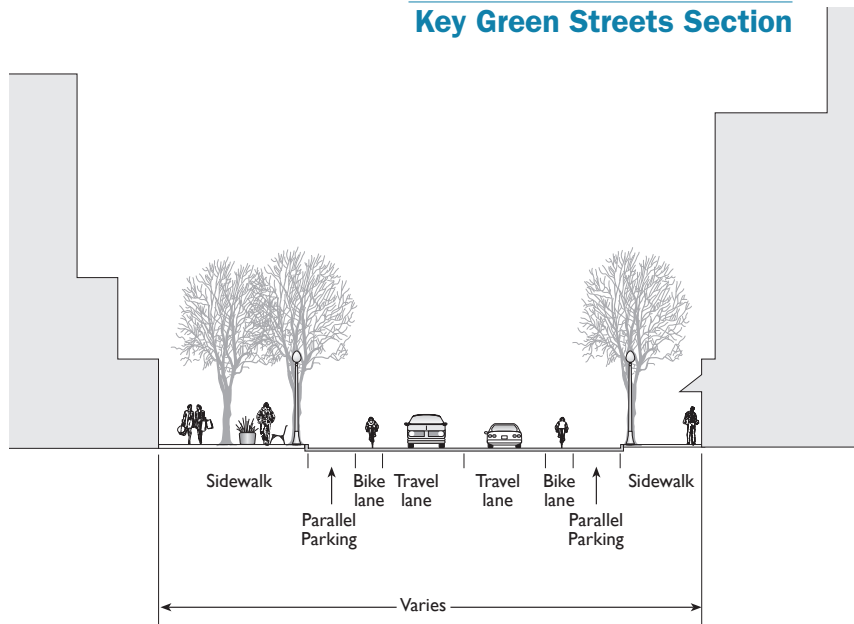 Key Green Streets Section
Sidewalk
Parallel
Parking
Bike
lane
Travel
lane
Travel
lane
Bike
lane
Parallel
Parking
Sidewalk
Varies